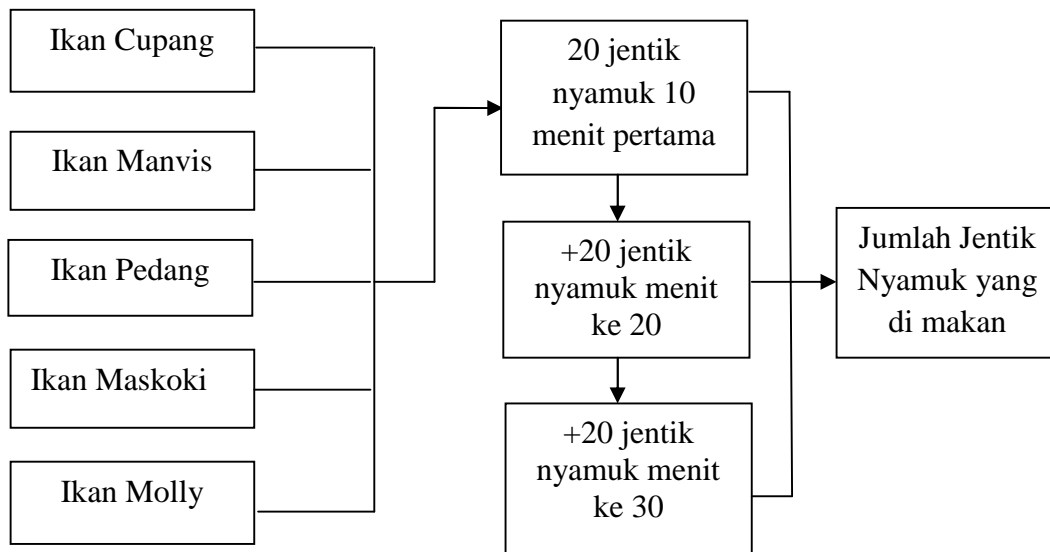 Ikan Cupang
Ikan Manvis
Ikan Pedang
Ikan Maskoki
Ikan Molly
20 jentik
nyamuk 10
menit pertama
+20 jentik
nyamuk menit
ke 20
+20 jentik
nyamuk menit
ke 30
Jumlah Jentik
Nyamuk yang
di makan